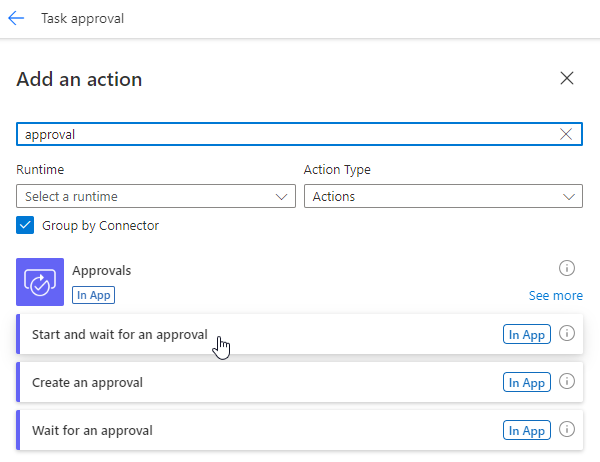 Task approval
Add an action
approval
Runtime
Action Type
Select a runtime
Actions
Group by Connector
Approvals
In App
See more
Start and wait for an approval
In App
Create an approval
In App
Wait for an approval
In App